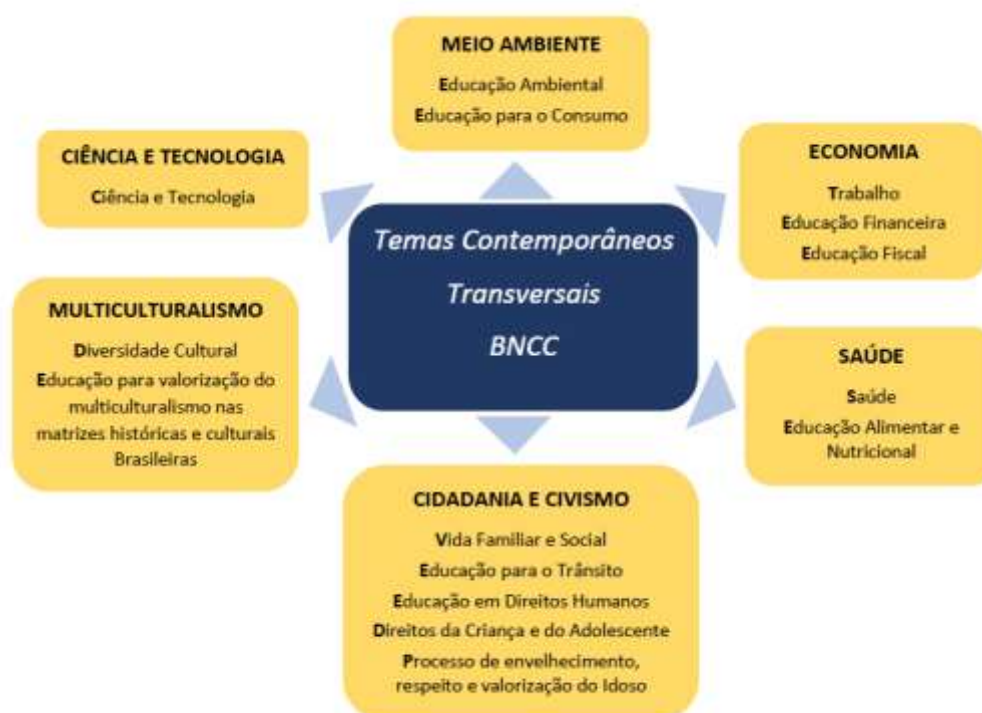 MEIO AMBIENTE
Educação Ambiental
Educação para o Consumo
CIÊNCIA E TECNOLOGIA
Ciência e Tecnologia
ECONOMIA
Trabalho
Educação Financeira
Educação Fiscal
Temas Contemporâneos
Transversais
BNCC
MULTICULTURALISMO
Diversidade Cultural
Educação para valorização do
multiculturalismo nas
matrizes históricas e culturais
Brasileiras
SAÚDE
Saúde
Educação Alimentar e
Nutricional
CIDADANIA E CIVISMO
Vida Familiar e Social
Educação para o Trânsito
Educação em Direitos Humanos
Direitos da Criança e do Adolescente
Processo de envelhecimento,
respeito e valorização do Idoso